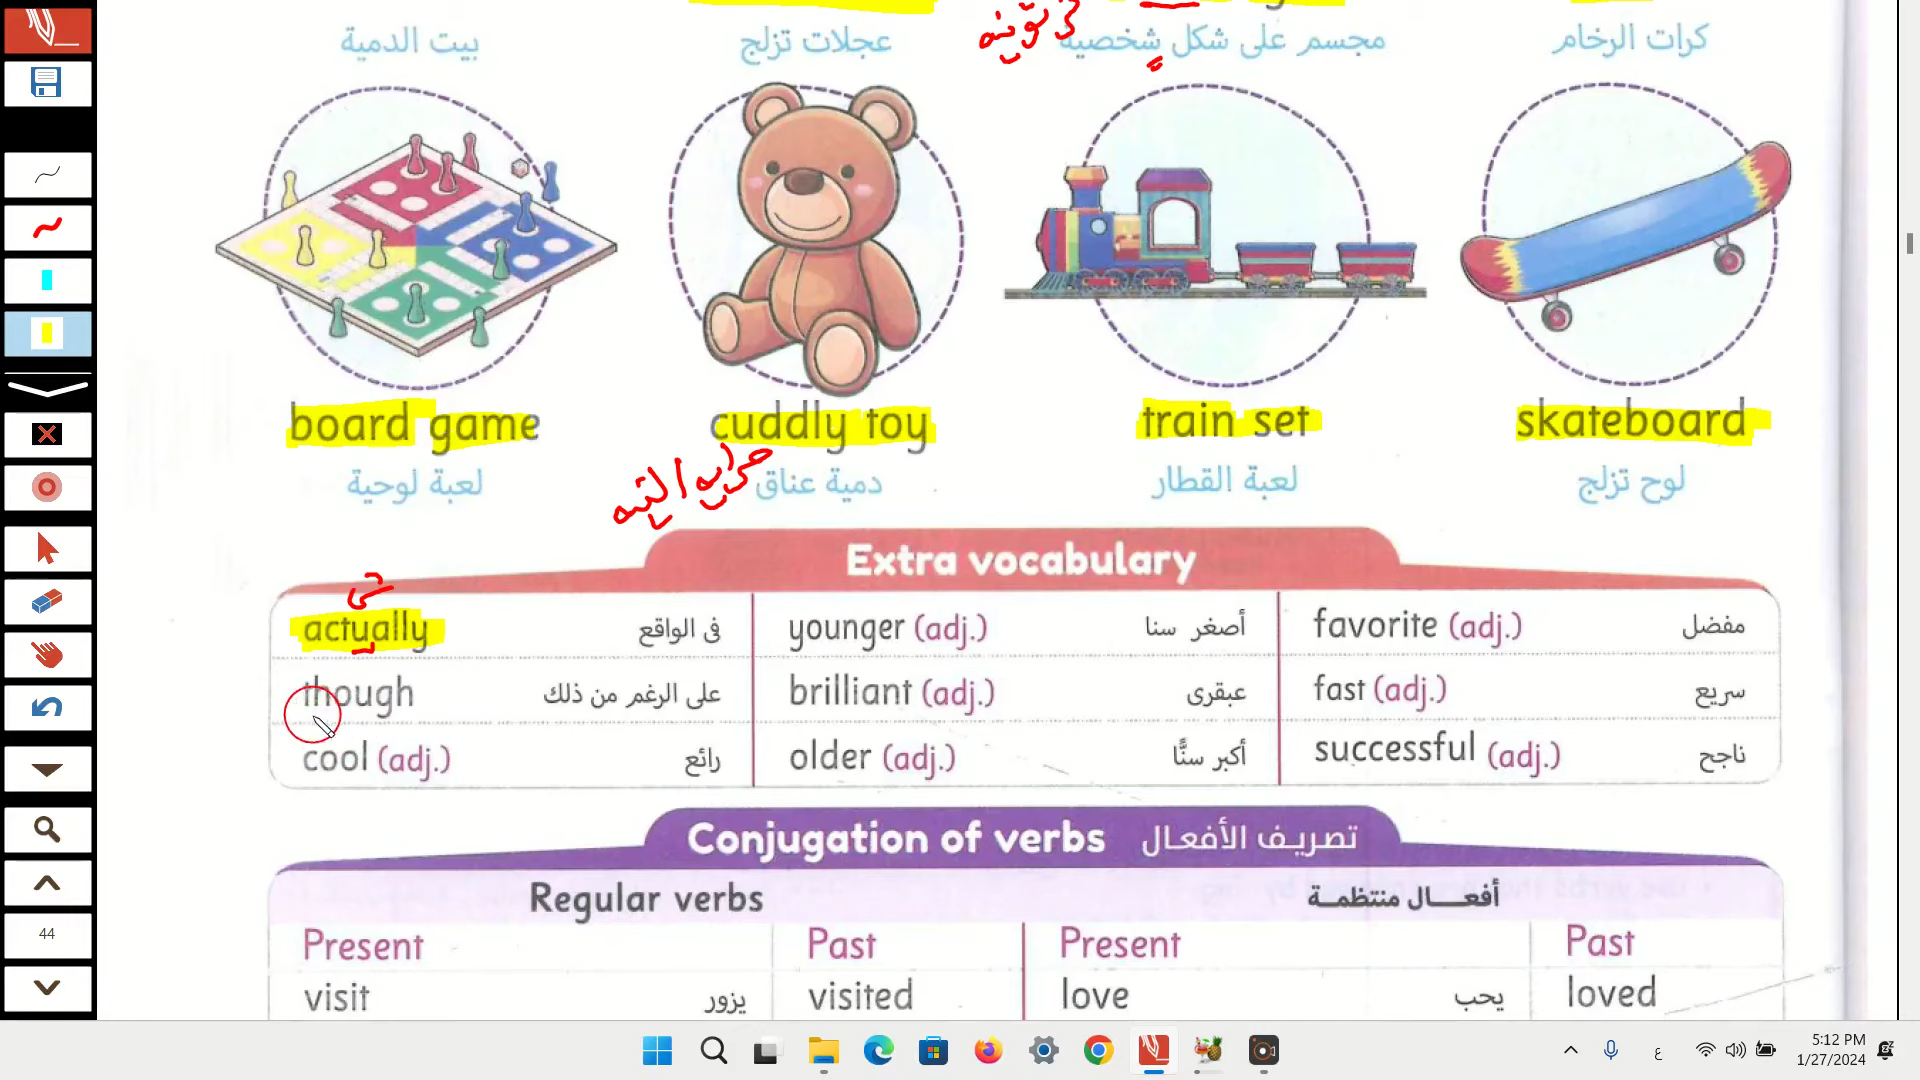 بيت الدمية
عجلات تزلج
مجسم على شكل شخصية
كرات الرخام
board game
cuddly toy
train set
skateboard
لعبة لوحية
دمية عناق
لعبة القطار
لوح تزلج
Extra vocabulary
actually فى الواقع younger (adj.) أصغر سنا favorite (adj.) مفضل
though على الرغم من ذلك brilliant (adj.) عبقرى fast (adj.) سريع
cool (adj.) رائع older (adj.) أكبر سنًّا successful (adj.) ناجح
Conjugation of verbs تصريف الأفعال
Regular verbs أفعال منتظمة
Present Past Present Past
visit يزور visited love يحب loved
44
ع
5:12 PM
1/27/2024